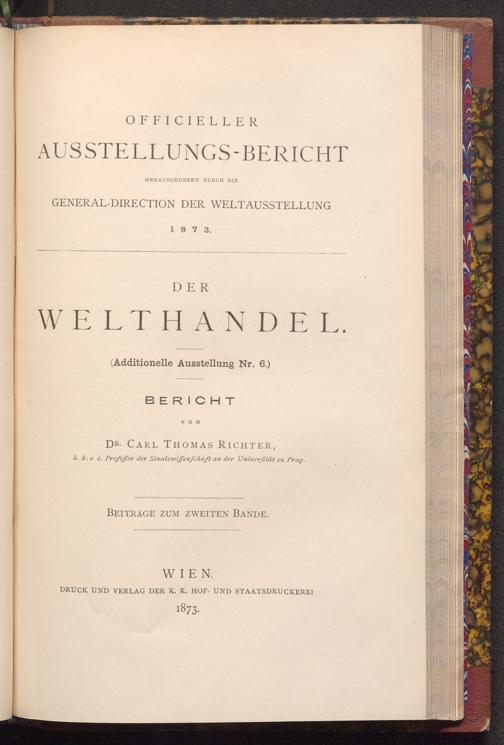 OFFICIELLER
AUSSTELLUNGS-BERICHT
HERAUSGEGEBEN DURCH DIE
GENERAL-DIRECTION DER WELTAUSSTELLUNG
1873.
DER
WELTHANDEL.
(Additionelle Ausstellung Nr. 6.)
BERICHT
VON
DR. CARL THOMAS RICHTER,
k. k. o ö. Profeſſor der Staatswiſſenſchaft an der Univerſität zu Prag.
BEITRÄGE ZUM ZWEITEN BANDE.
WIEN.
DRUCK UND VERLAG DER K. K. HOF- UND STAATSDRUCKEREI
1873.